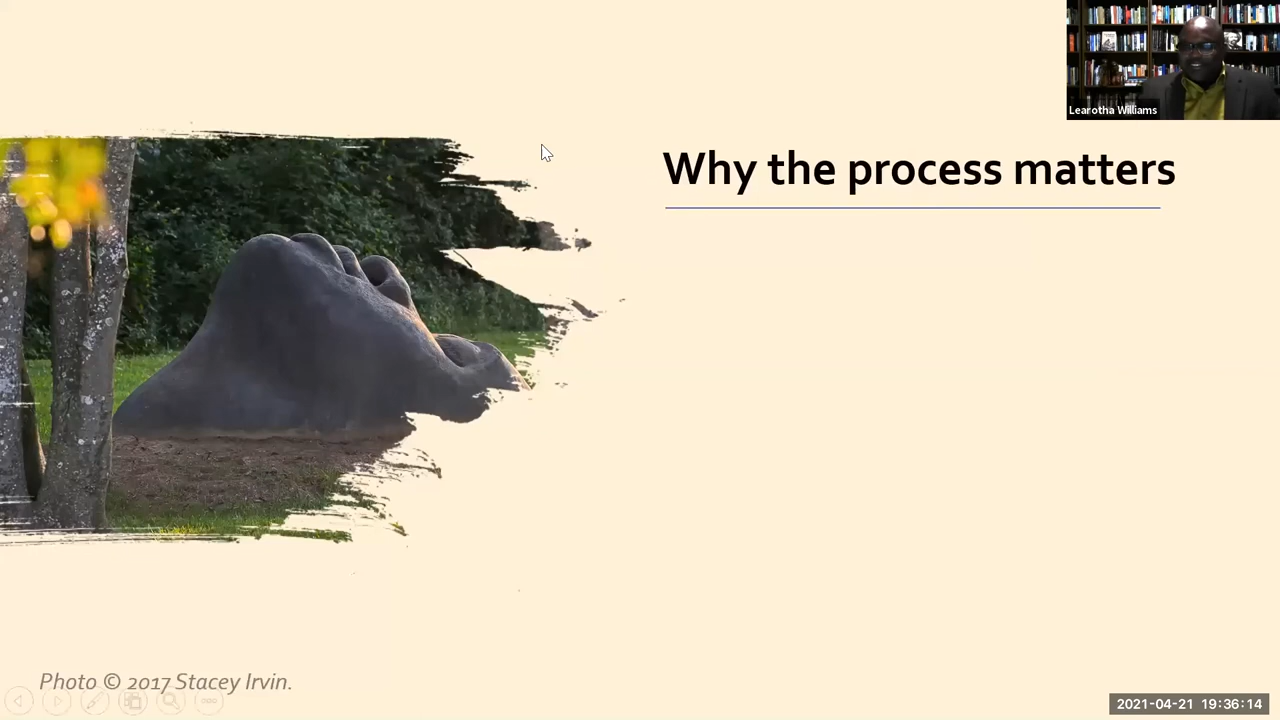 Learotha Williams
Why the process matters
Photo © 2017 Stacey Irvin.
2021-04-21 19:36:14